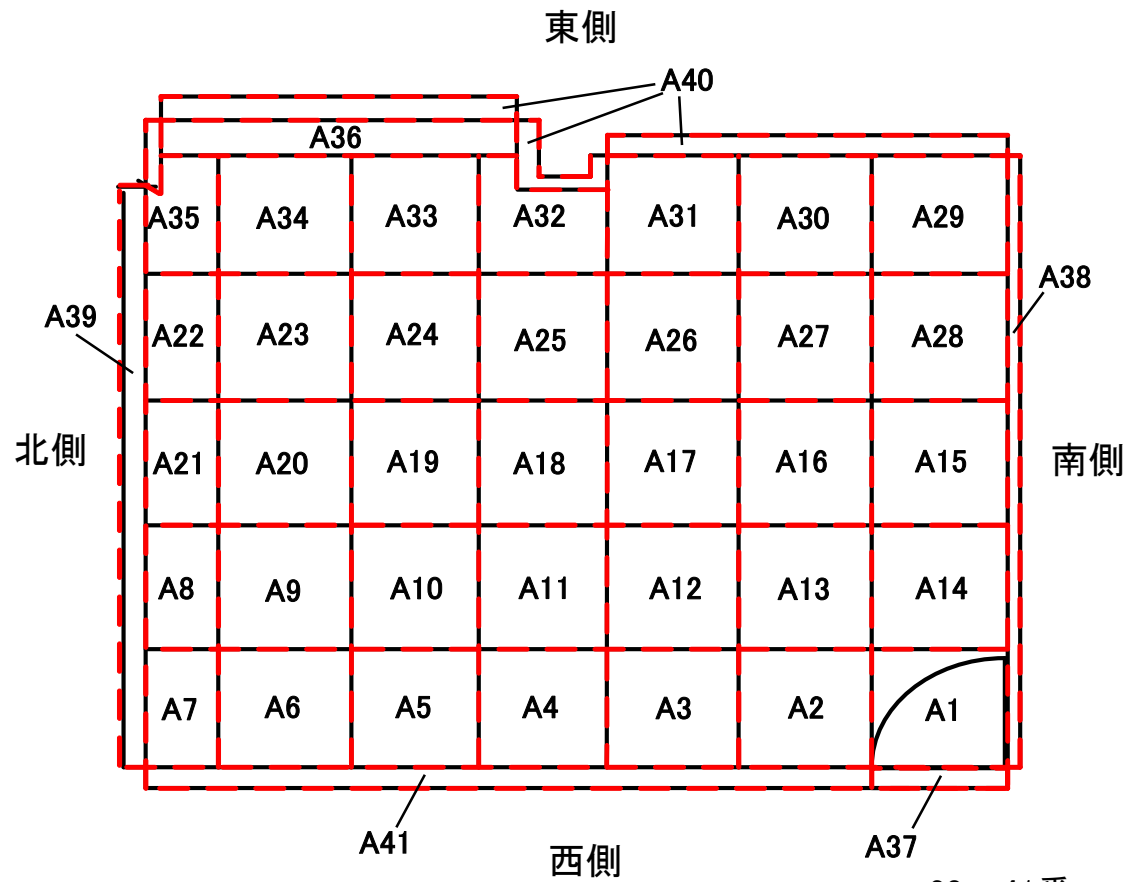 東側
A40
A36
A35 A34 A33 A32 A31 A30 A29
A38
A39
A22 A23 A24 A25 A26 A27 A28
北側
A21 A20 A19 A18 A17 A16 A15
南側
A8 A9 A10 A11 A12 A13 A14
A7 A6 A5 A4 A3 A2 A1
A41
A37
西側